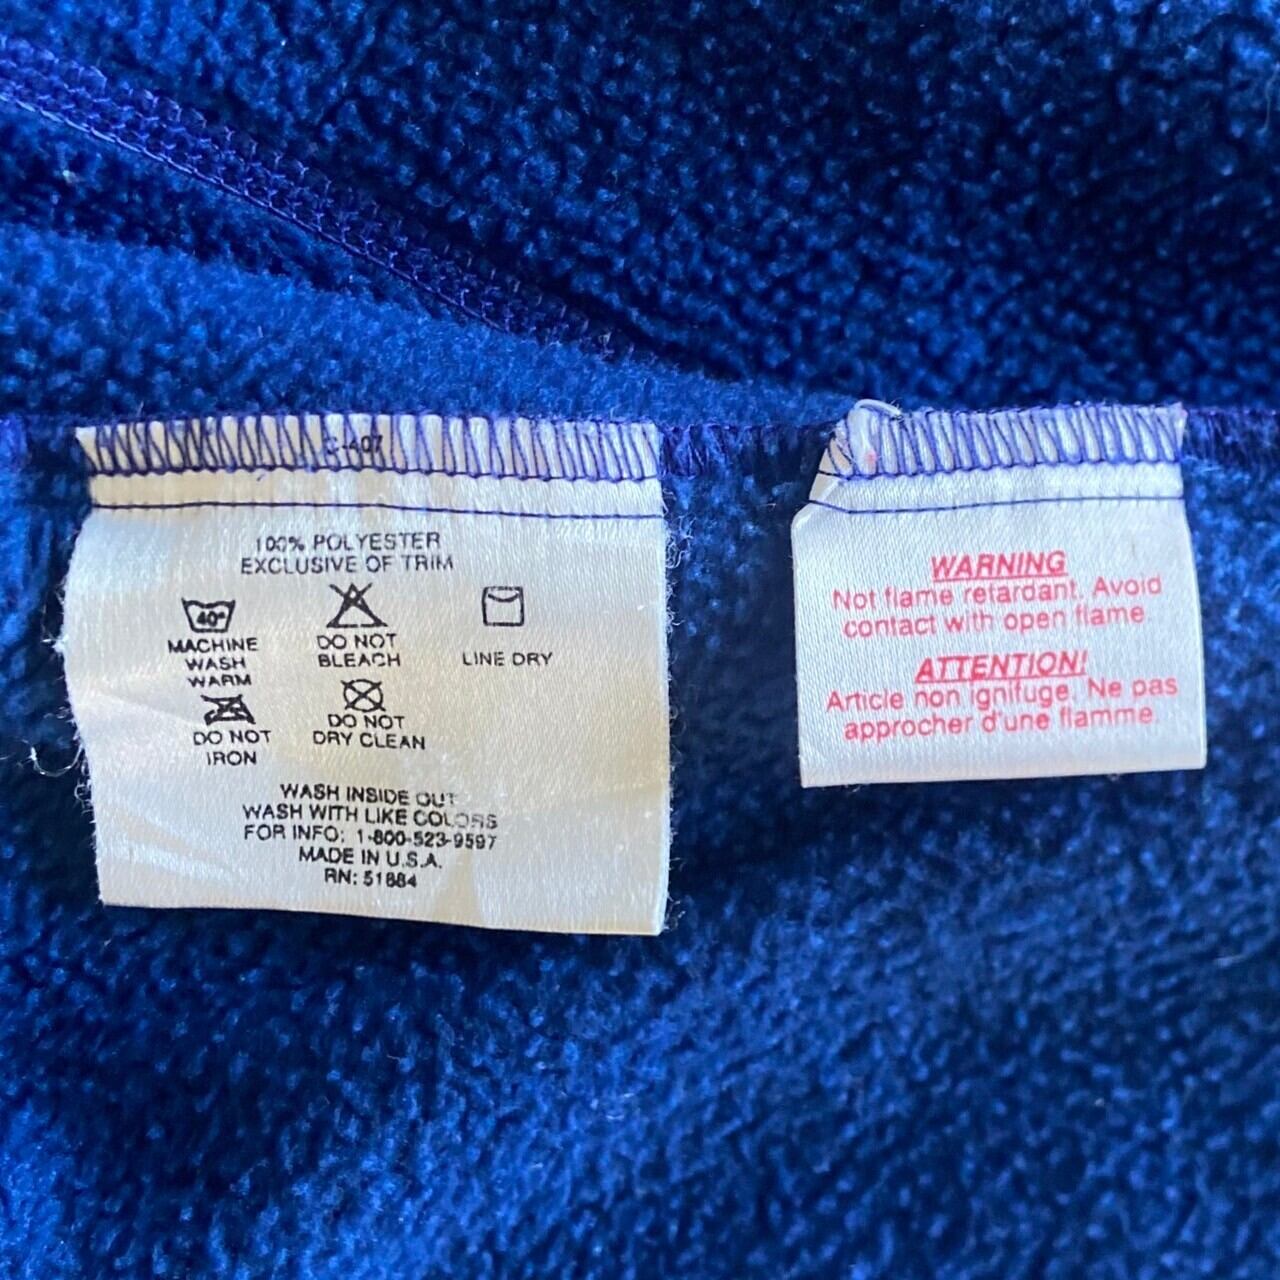 C-407
100% POLYESTER
EXCLUSIVE OF TRIM
40°
MACHINE
WASH
WARM
DO NOT
BLEACH
LINE DRY
DO NOT
IRON
DO NOT
DRY CLEAN
WASH INSIDE OUT
WASH WITH LIKE COLORS
FOR INFO: 1-800-523-9597
MADE IN U.S.A.
RN: 51884
WARNING
Not flame retardant. Avoid
contact with open flame
ATTENTION!
Article non ignifuge. Ne pas
approcher d'une flamme.